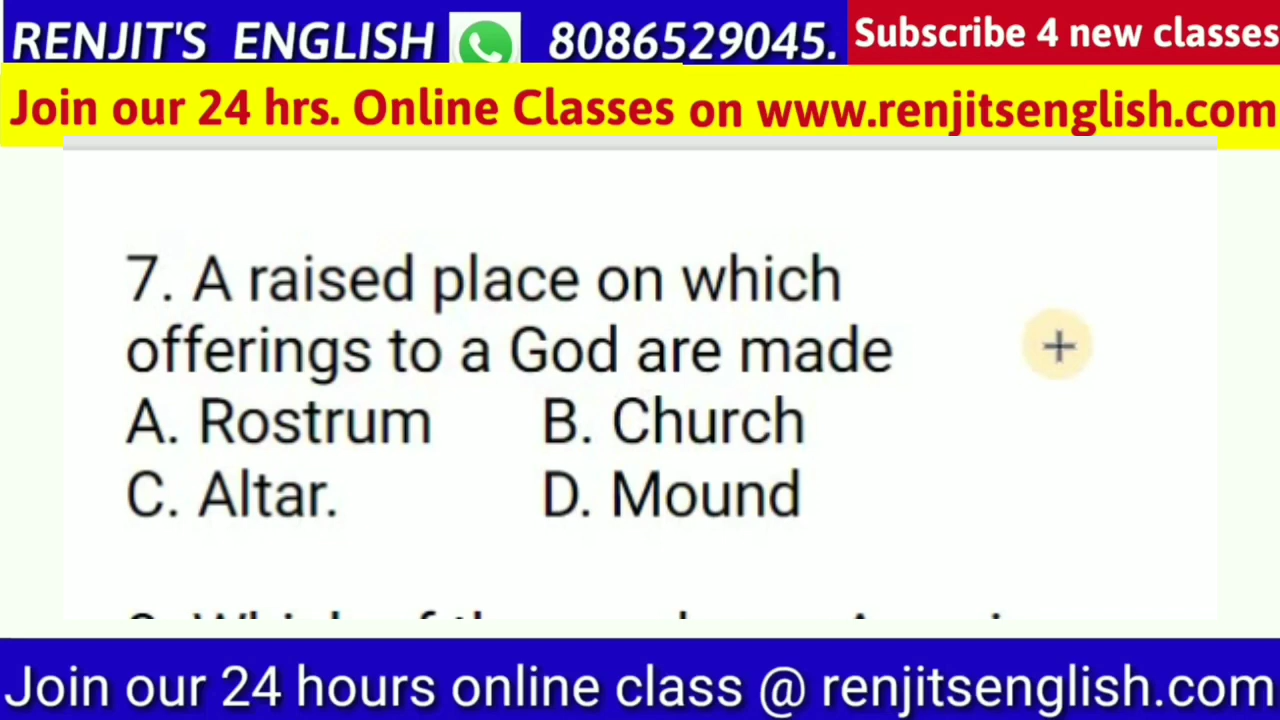 RENJIT'S ENGLISH 8086529045. Subscribe 4 new classes
Join our 24 hrs. Online Classes on www.renjitsenglish.com
7. A raised place on which
offerings to a God are made
A. Rostrum B. Church
C. Altar. D. Mound
Join our 24 hours online class @ renjitsenglish.com